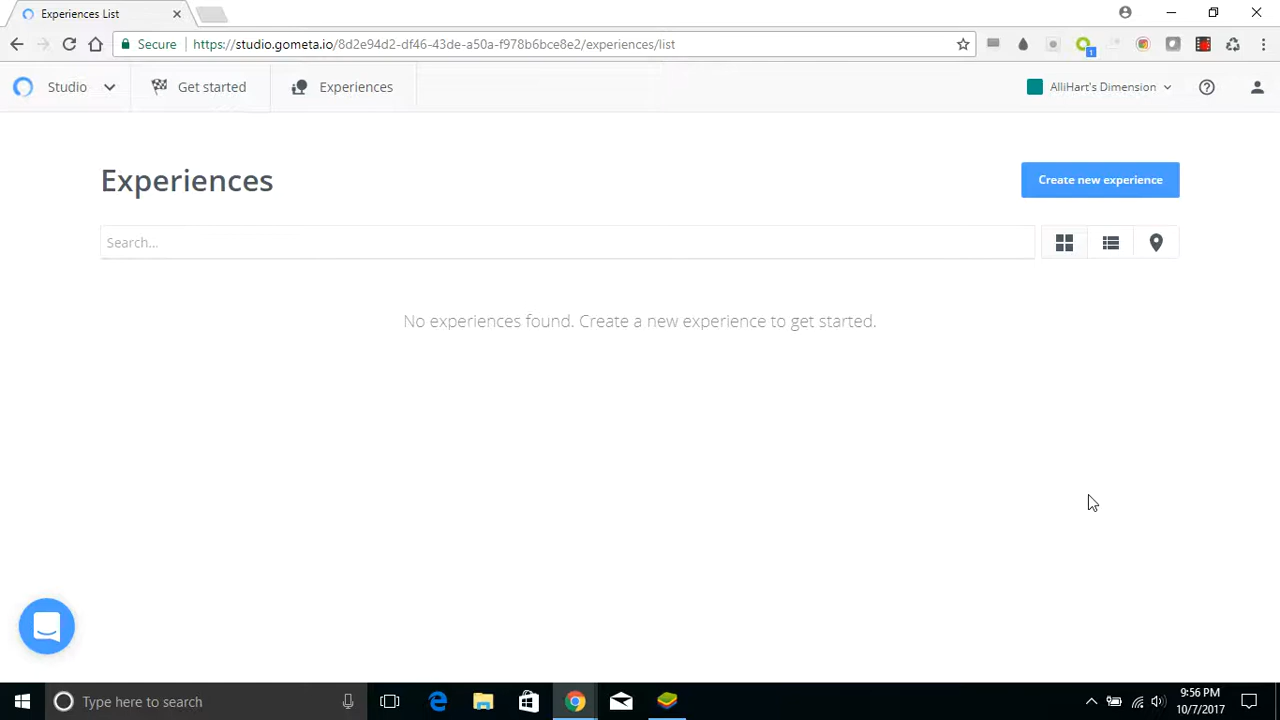 Experiences List
Secure https://studio.gometa.io/8d2e9492-df46-43de-a50a-f978b6bce8e2/experiences/list
1
Studio Get started Experiences AlliHart's Dimension
Experiences Create new experience
Search...
No experiences found. Create a new experience to get started.
Type here to search
9:56 PM
10/7/2017